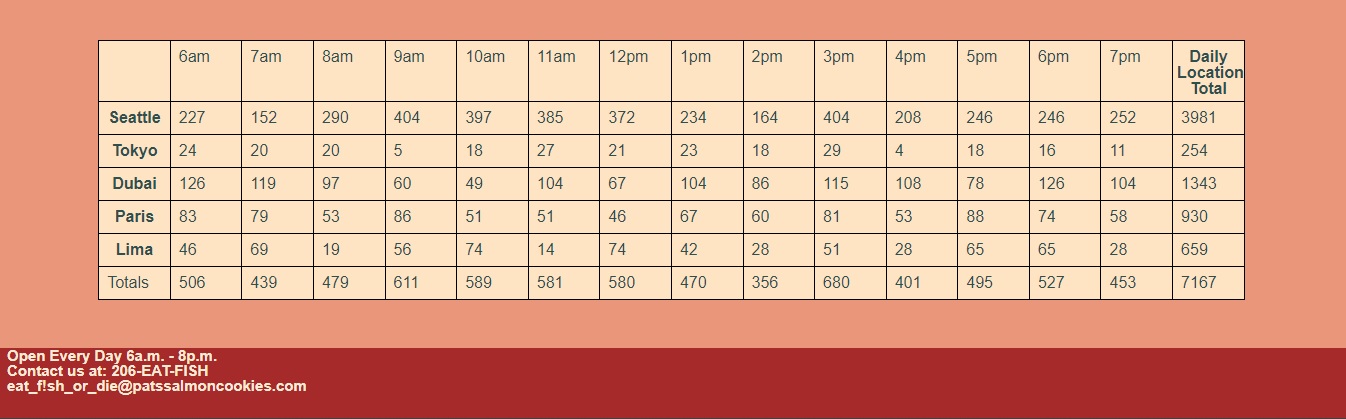 6am 7am 8am 9am 10am 11am 12pm 1pm 2pm 3pm 4pm 5pm 6pm 7pm Daily Location Total
Seattle 227 152 290 404 397 385 372 234 164 404 208 246 246 252 3981
Tokyo 24 20 20 5 18 27 21 23 18 29 4 18 16 11 254
Dubai 126 119 97 60 49 104 67 104 86 115 108 78 126 104 1343
Paris 83 79 53 86 51 51 46 67 60 81 53 88 74 58 930
Lima 46 69 19 56 74 14 74 42 28 51 28 65 65 28 659
Totals 506 439 479 611 589 581 580 470 356 680 401 495 527 453 7167
Open Every Day 6a.m. - 8p.m.
Contact us at: 206-EAT-FISH
eat_f!sh_or_die@patssalmoncookies.com